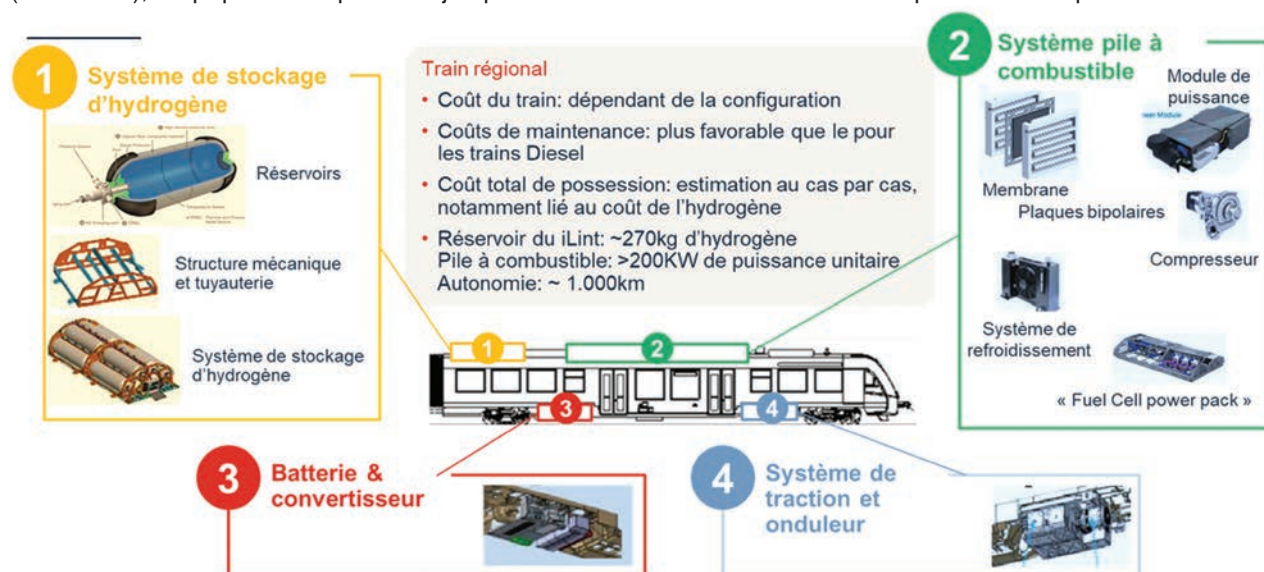 1
Système de stockage
d’hydrogène
Réservoirs
Structure mécanique
et tuyauterie
Système de stockage
d’hydrogène
Train régional
• Coût du train: dépendant de la configuration
• Coûts de maintenance: plus favorable que le pour
les trains Diesel
• Coût total de possession: estimation au cas par cas,
notamment lié au coût de l’hydrogène
• Réservoir du iLint: ~270kg d’hydrogène
Pile à combustible: >200KW de puissance unitaire
Autonomie: ~ 1.000km
2
Système pile à
combustible
Module de
puissance
Membrane
Plaques bipolaires
Compresseur
Système de
refroidissement
« Fuel Cell power pack »
1
2
3
4
3
Batterie &
convertisseur
4
Système de
traction et
onduleur